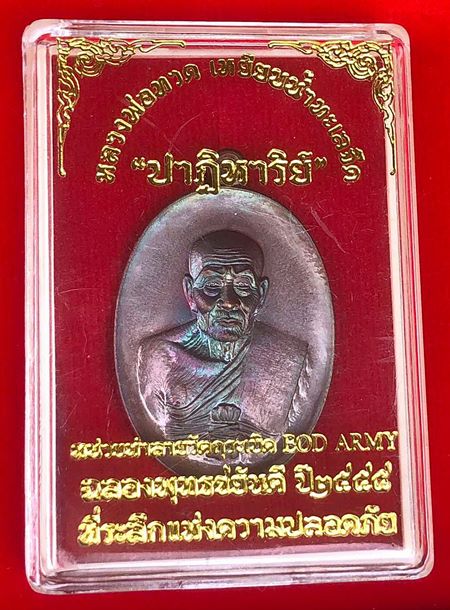 หลวงพ่อทวด เหยียบน้ำทะเลจืด
"ปาฏิหาริย์"
หน่วยทำลายวัตถุระเบิด EOD ARMY
ฉลองพุทธชยันตี ปี๒๕๕๕
ที่ระลึกแห่งความปลอดภัย